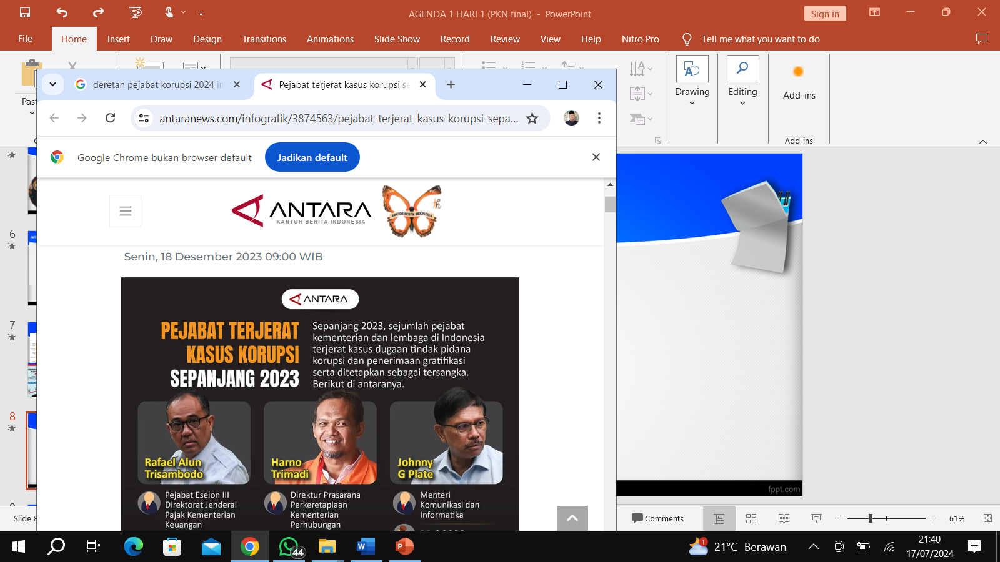 AGENDA 1 HARI 1 (PKN final) - PowerPoint
Sign in
File Home Insert Draw Design Transitions Animations Slide Show Record Review View Help Nitro Pro Tell me what you want to do
Drawing
Editing
Add-ins
Add-ins
deretan pejabat korupsi 2024 in
Pejabat terjerat kasus korupsi se
antaranews.com/infografik/3874563/pejabat-terjerat-kasus-korupsi-sepa...
Google Chrome bukan browser default
Jadikan default
ANTARA
KANTOR BERITA INDONESIA
th
KANTOR BERITA INDONESIA
Senin, 18 Desember 2023 09:00 WIB
ANTARA
PEJABAT TERJERAT
KASUS KORUPSI
SEPANJANG 2023
Sepanjang 2023, sejumlah pejabat
kementerian dan lembaga di Indonesia
terjerat kasus dugaan tindak pidana
korupsi dan penerimaan gratifikasi
serta ditetapkan sebagai tersangka.
Berikut di antaranya.
Rafael Alun
Trisambodo
Pejabat Eselon III
Direktorat Jenderal
Pajak Kementerian
Keuangan
Harno
Trimadi
Direktur Prasarana
Perkeretapiaan
Kementerian
Perhubungan
Johnny
G Plate
Menteri
Komunikasi dan
Informatika
6
7
8
fppt.com
Slide 8
Comments
61%
44
1
21°C Berawan
21:40
17/07/2024